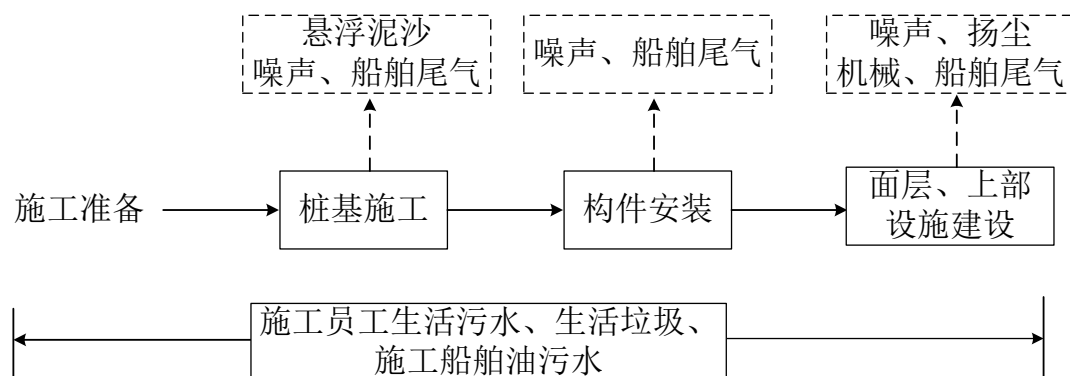 悬浮泥沙
噪声、船舶尾气
噪声、船舶尾气
噪声、扬尘
机械、船舶尾气
施工准备
桩基施工
构件安装
面层、上部
设施建设
施工员工生活污水、生活垃圾、
施工船舶油污水